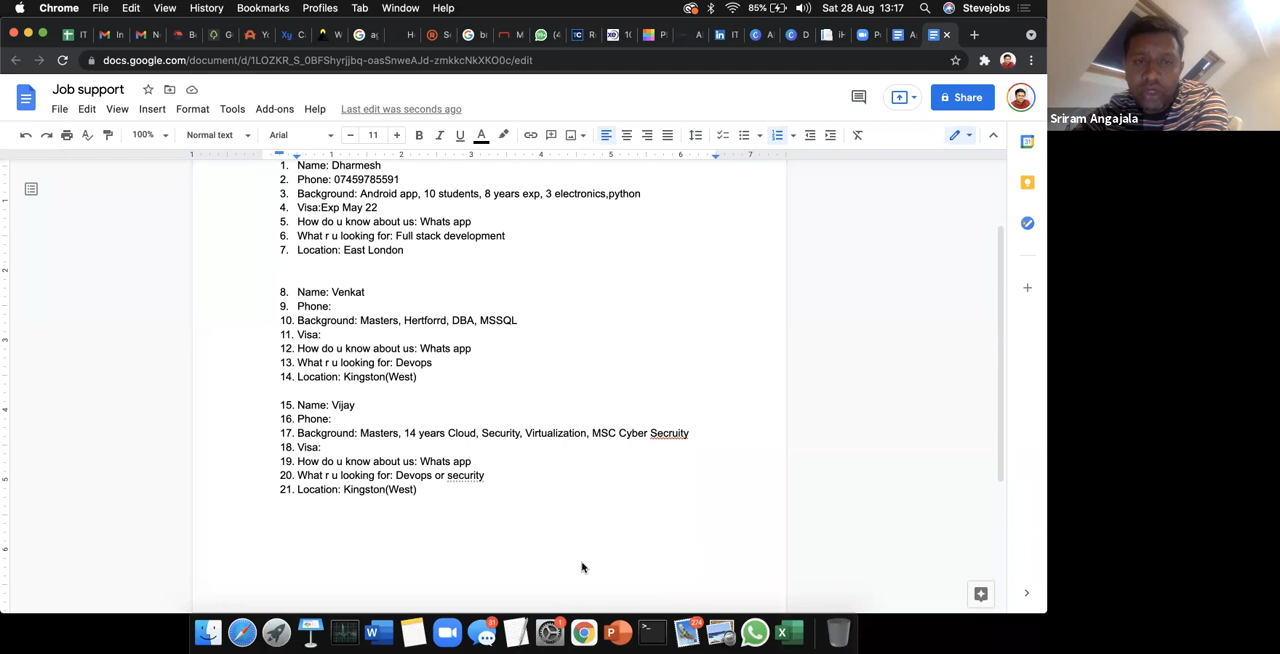 Chrome File Edit View History Bookmarks Profiles Tab Window Help 85% Sat 28 Aug 13:17 Stevejobs
docs.google.com/document/d/1LOZKR_S_0BFShyrjjbq-oasSnweAJd-zmkkcNkXKO0c/edit
Job support
Share
File Edit View Insert Format Tools Add-ons Help Last edit was seconds ago
Sriram Angajala
100% Normal text Arial 11
1. Name: Dharmesh
2. Phone: 07459785591
3. Background: Android app, 10 students, 8 years exp, 3 electronics,python
4. Visa:Exp May 22
5. How do u know about us: Whats app
6. What r u looking for: Full stack development
7. Location: East London
8. Name: Venkat
9. Phone:
10. Background: Masters, Hertforrd, DBA, MSSQL
11. Visa:
12. How do u know about us: Whats app
13. What r u looking for: Devops
14. Location: Kingston(West)
15. Name: Vijay
16. Phone:
17. Background: Masters, 14 years Cloud, Security, Virtualization, MSC Cyber Secruity
18. Visa:
19. How do u know about us: Whats app
20. What r u looking for: Devops or security
21. Location: Kingston(West)